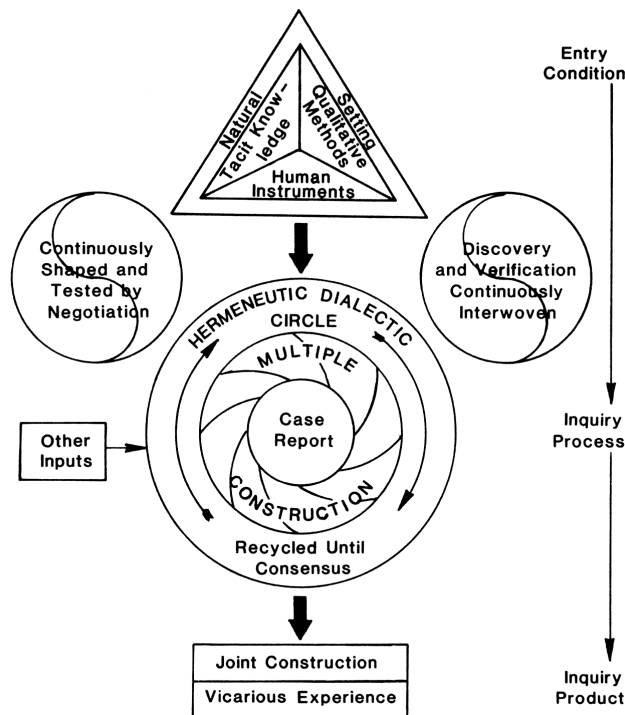 Entry
Condition
Natural
Setting
Tacit Know–
ledge
Qualitative
Methods
Human
Instruments
Continuously
Shaped and
Tested by
Negotiation
Discovery
and Verification
Continuously
Interwoven
HERMENEUTIC DIALECTIC
CIRCLE
MULTIPLE
Case
Report
CONSTRUCTION
Recycled Until
Consensus
Other
Inputs
Inquiry
Process
Joint Construction
Vicarious Experience
Inquiry
Product